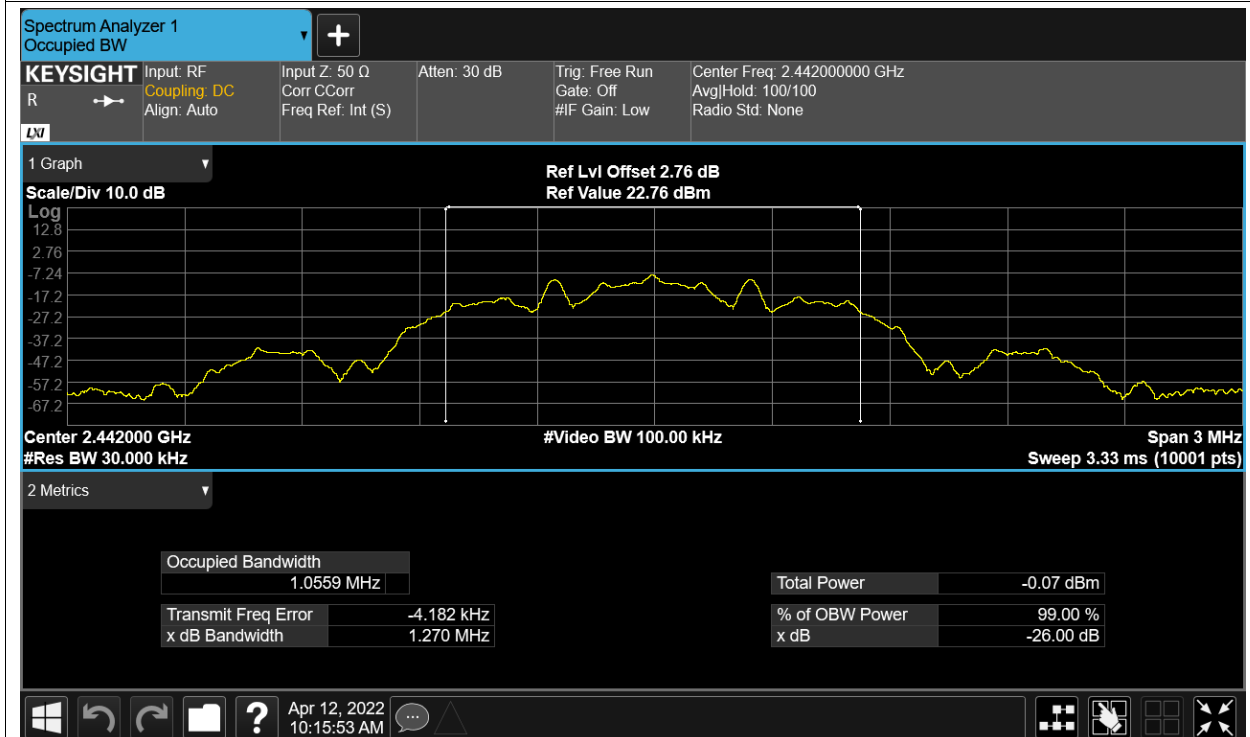 Spectrum Analyzer 1
Occupied BW
+
KEYSIGHT
R
LXI
Input: RF
Coupling: DC
Align: Auto
Input Z: 50 Ω
Corr CCorr
Freq Ref: Int (S)
Atten: 30 dB
Trig: Free Run
Gate: Off
#IF Gain: Low
Center Freq: 2.442000000 GHz
Avg|Hold: 100/100
Radio Std: None
1 Graph
Scale/Div 10.0 dB
Ref Lvl Offset 2.76 dB
Ref Value 22.76 dBm
Log
12.8
2.76
-7.24
-17.2
-27.2
-37.2
-47.2
-57.2
-67.2
Center 2.442000 GHz
#Video BW 100.00 kHz
Span 3 MHz
#Res BW 30.000 kHz
Sweep 3.33 ms (10001 pts)
2 Metrics
Occupied Bandwidth
1.0559 MHz
Total Power -0.07 dBm
Transmit Freq Error -4.182 kHz
% of OBW Power 99.00 %
x dB Bandwidth 1.270 MHz
x dB -26.00 dB
?
Apr 12, 2022
10:15:53 AM